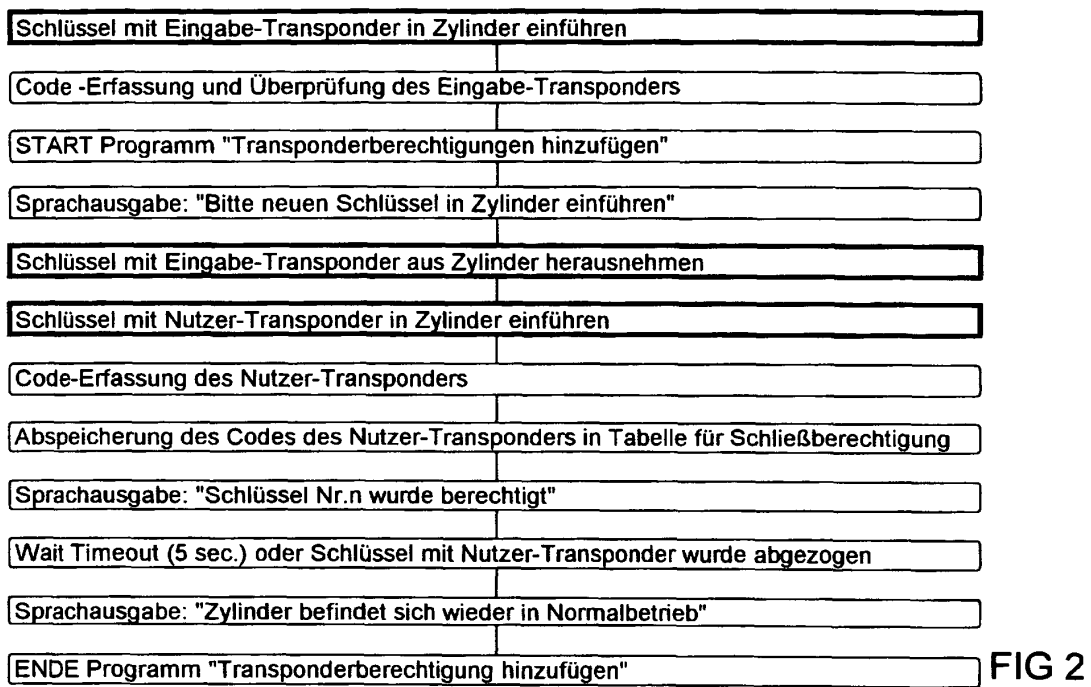 Schlüssel mit Eingabe-Transponder in Zylinder einführen
Code -Erfassung und Überprüfung des Eingabe-Transponders
START Programm "Transponderberechtigungen hinzufügen"
Sprachausgabe: "Bitte neuen Schlüssel in Zylinder einführen"
Schlüssel mit Eingabe-Transponder aus Zylinder herausnehmen
Schlüssel mit Nutzer-Transponder in Zylinder einführen
Code-Erfassung des Nutzer-Transponders
Abspeicherung des Codes des Nutzer-Transponders in Tabelle für Schließberechtigung
Sprachausgabe: "Schlüssel Nr.n wurde berechtigt"
Wait Timeout (5 sec.) oder Schlüssel mit Nutzer-Transponder wurde abgezogen
Sprachausgabe: "Zylinder befindet sich wieder in Normalbetrieb"
ENDE Programm "Transponderberechtigung hinzufügen"
FIG 2